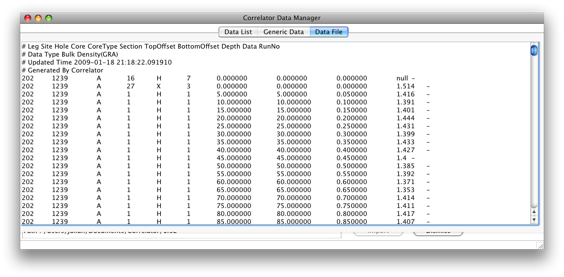 Correlator Data Manager
Data List Generic Data Data File
# Leg Site Hole Core CoreType Section TopOffset BottomOffset Depth Data RunNo
# Data Type Bulk Density(GRA)
# Updated Time 2009-01-18 21:18:22.091910
# Generated By Correlator
202 1239 A 16 H 7 0.000000 0.000000 0.000000 null -
202 1239 A 27 X 3 0.000000 0.000000 0.000000 1.514 -
202 1239 A 1 H 1 5.000000 5.000000 0.050000 1.416 -
202 1239 A 1 H 1 10.000000 10.000000 0.100000 1.391 -
202 1239 A 1 H 1 15.000000 15.000000 0.150000 1.401 -
202 1239 A 1 H 1 20.000000 20.000000 0.200000 1.444 -
202 1239 A 1 H 1 25.000000 25.000000 0.250000 1.431 -
202 1239 A 1 H 1 30.000000 30.000000 0.300000 1.399 -
202 1239 A 1 H 1 35.000000 35.000000 0.350000 1.433 -
202 1239 A 1 H 1 40.000000 40.000000 0.400000 1.427 -
202 1239 A 1 H 1 45.000000 45.000000 0.450000 1.4 -
202 1239 A 1 H 1 50.000000 50.000000 0.500000 1.385 -
202 1239 A 1 H 1 55.000000 55.000000 0.550000 1.392 -
202 1239 A 1 H 1 60.000000 60.000000 0.600000 1.371 -
202 1239 A 1 H 1 65.000000 65.000000 0.650000 1.353 -
202 1239 A 1 H 1 70.000000 70.000000 0.700000 1.414 -
202 1239 A 1 H 1 75.000000 75.000000 0.750000 1.411 -
202 1239 A 1 H 1 80.000000 80.000000 0.800000 1.417 -
202 1239 A 1 H 1 85.000000 85.000000 0.850000 1.407 -